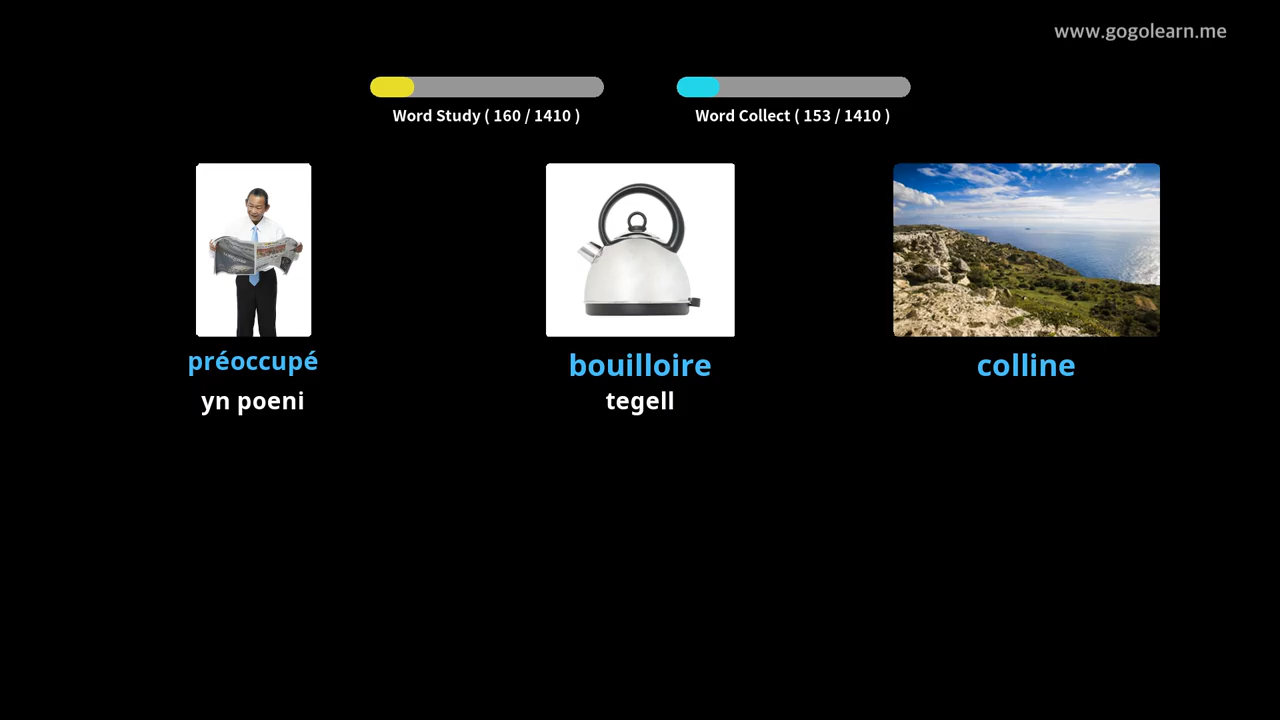 www.gogolearn.me
Word Study ( 160 / 1410 )
Word Collect ( 153 / 1410 )
préoccupé
yn poeni
bouilloire
tegell
colline